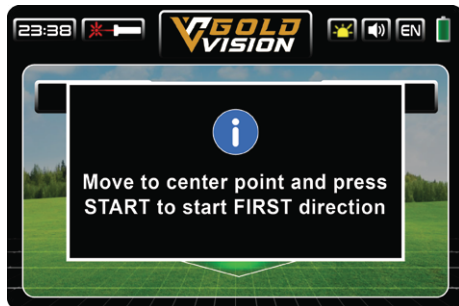 23:38
GOLD
VISION
EN
Move to center point and press
START to start FIRST direction